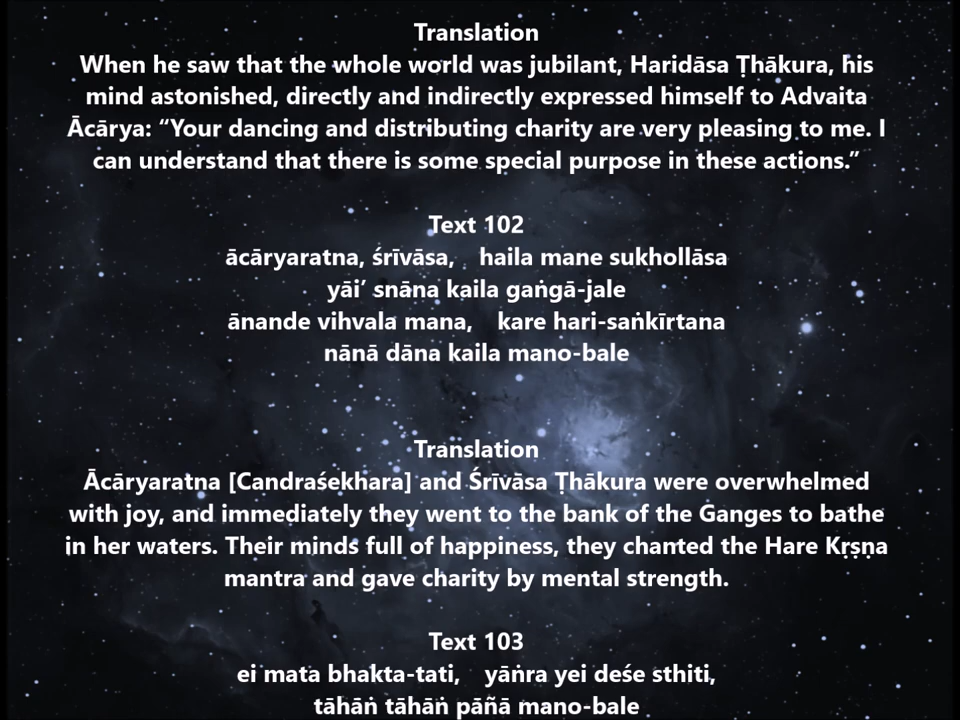 Translation
When he saw that the whole world was jubilant, Haridāsa Ṭhākura, his
mind astonished, directly and indirectly expressed himself to Advaita
Ācārya: “Your dancing and distributing charity are very pleasing to me. I
can understand that there is some special purpose in these actions.”
Text 102
ācāryaratna, śrīvāsa, haila mane sukhollāsa
yāi’ snāna kaila gaṅgā-jale
ānande vihvala mana, kare hari-saṅkīrtana
nānā dāna kaila mano-bale
Translation
Ācāryaratna [Candraśekhara] and Śrīvāsa Ṭhākura were overwhelmed
with joy, and immediately they went to the bank of the Ganges to bathe
in her waters. Their minds full of happiness, they chanted the Hare Kṛṣṇa
mantra and gave charity by mental strength.
Text 103
ei mata bhakta-tati, yāṅra yei deśe sthiti,
tāhāṅ tāhāṅ pāñā mano-bale